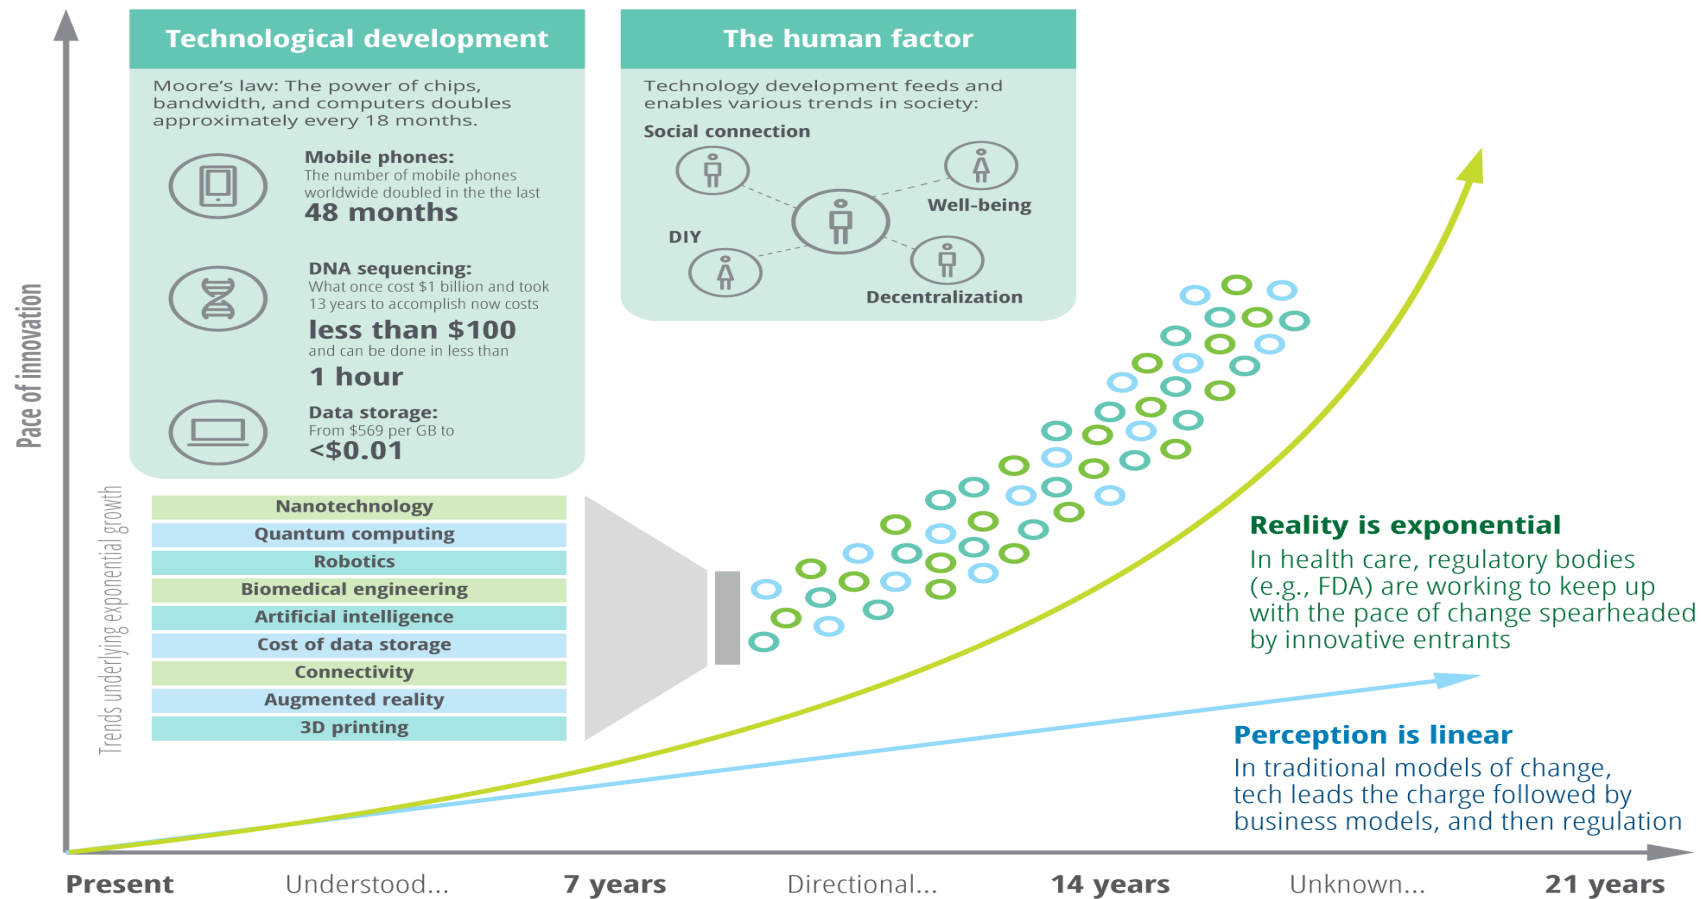 Technological development
Moore's law: The power of chips,
bandwidth, and computers doubles
approximately every 18 months.
Mobile phones:
The number of mobile phones
worldwide doubled in the the last
48 months
DNA sequencing:
What once cost $1 billion and took
13 years to accomplish now costs
less than $100
and can be done in less than
1 hour
Data storage:
From $569 per GB to
<$0.01
The human factor
Technology development feeds and
enables various trends in society:
Social connection
Well-being
DIY
Decentralization
Pace of innovation
Trends underlying exponential growth
Nanotechnology
Quantum computing
Robotics
Biomedical engineering
Artificial intelligence
Cost of data storage
Connectivity
Augmented reality
3D printing
Reality is exponential
In health care, regulatory bodies
(e.g., FDA) are working to keep up
with the pace of change spearheaded
by innovative entrants
Perception is linear
In traditional models of change,
tech leads the charge followed by
business models, and then regulation
Present
Understood...
7 years
Directional...
14 years
Unknown...
21 years